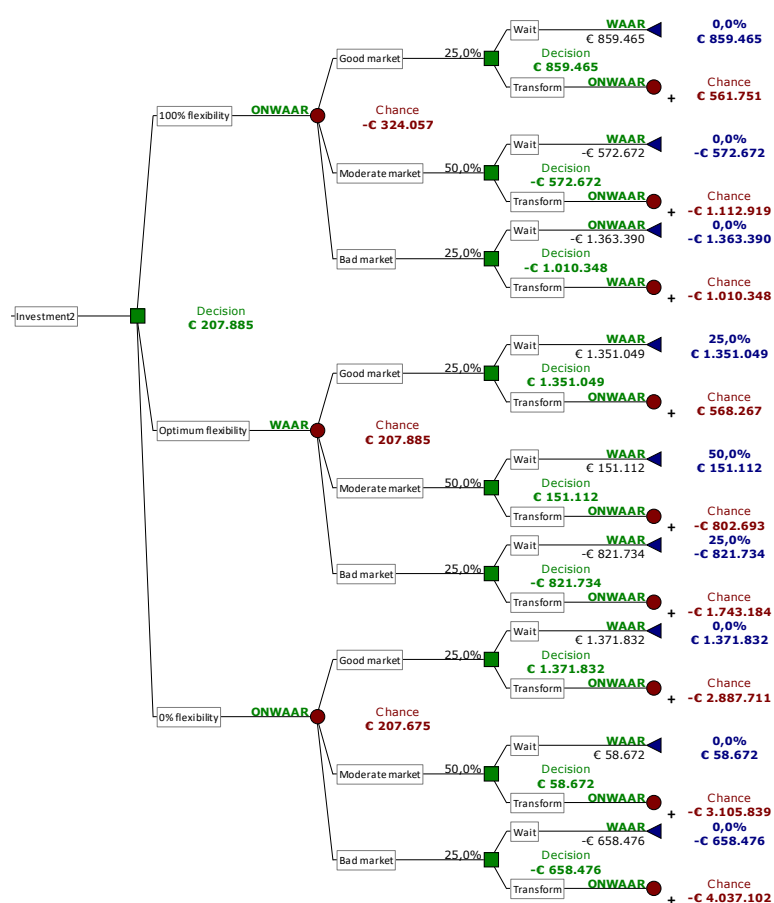 Wait WAAR 0,0%
€ 859.465 € 859.465
Good market 25,0% Decision
€ 859.465
Transform ONWAAR Chance
+ € 561.751
100% flexibility ONWAAR Chance
-€ 324.057
Wait WAAR 0,0%
-€ 572.672 -€ 572.672
Moderate market 50,0% Decision
-€ 572.672
Transform ONWAAR Chance
+ -€ 1.112.919
Wait ONWAAR 0,0%
-€ 1.363.390 -€ 1.363.390
Bad market 25,0% Decision
-€ 1.010.348
Transform WAAR Chance
+ -€ 1.010.348
Investment2 Decision
€ 207.885
Wait WAAR 25,0%
€ 1.351.049 € 1.351.049
Good market 25,0% Decision
€ 1.351.049
Transform ONWAAR Chance
+ € 568.267
Optimum flexibility WAAR Chance
€ 207.885
Wait WAAR 50,0%
€ 151.112 € 151.112
Moderate market 50,0% Decision
€ 151.112
Transform ONWAAR Chance
+ -€ 802.693
Wait WAAR 25,0%
-€ 821.734 -€ 821.734
Bad market 25,0% Decision
-€ 821.734
Transform ONWAAR Chance
+ -€ 1.743.184
Wait WAAR 0,0%
€ 1.371.832 € 1.371.832
Good market 25,0% Decision
€ 1.371.832
Transform ONWAAR Chance
+ -€ 2.887.711
0% flexibility ONWAAR Chance
€ 207.675
Wait WAAR 0,0%
€ 58.672 € 58.672
Moderate market 50,0% Decision
€ 58.672
Transform ONWAAR Chance
+ -€ 3.105.839
Wait WAAR 0,0%
-€ 658.476 -€ 658.476
Bad market 25,0% Decision
-€ 658.476
Transform ONWAAR Chance
+ -€ 4.037.102